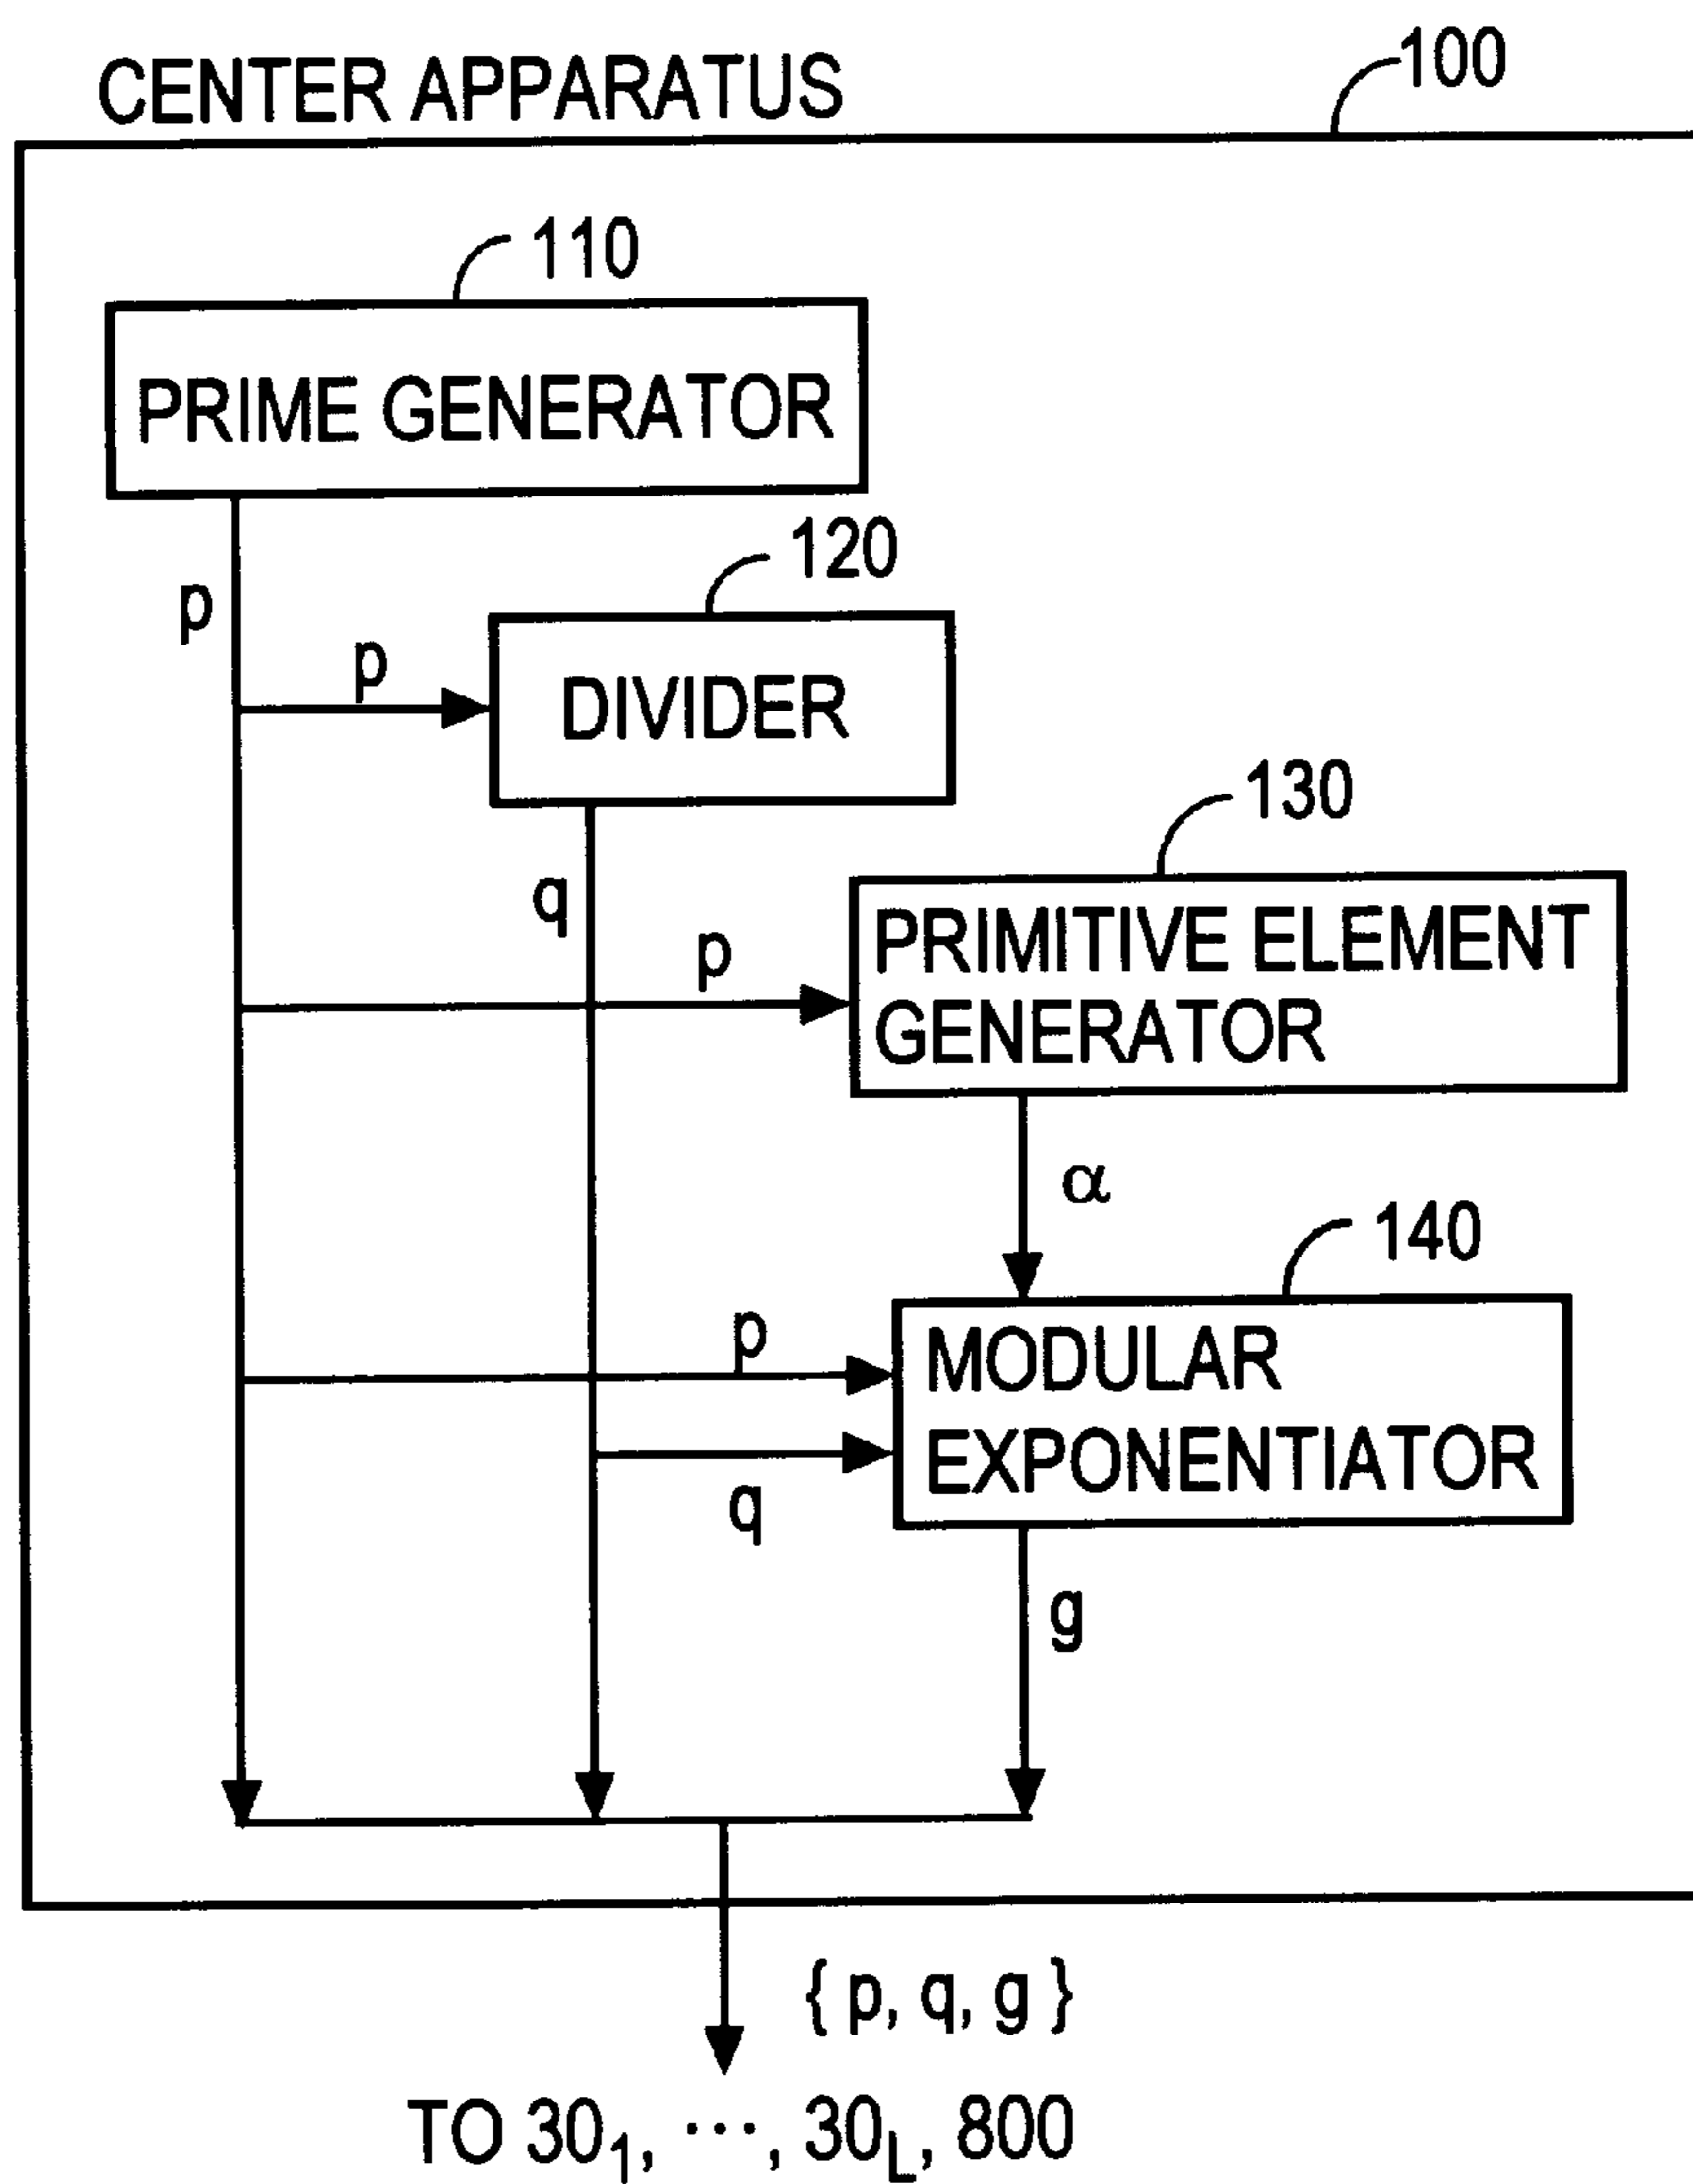 CENTER APPARATUS
100
110
PRIME GENERATOR
120
p
p
DIVIDER
130
q
p
PRIMITIVE ELEMENT
GENERATOR
α
140
p
MODULAR
EXPONENTIATOR
q
g
{ p, q, g }
TO 30₁, ···, 30L, 800